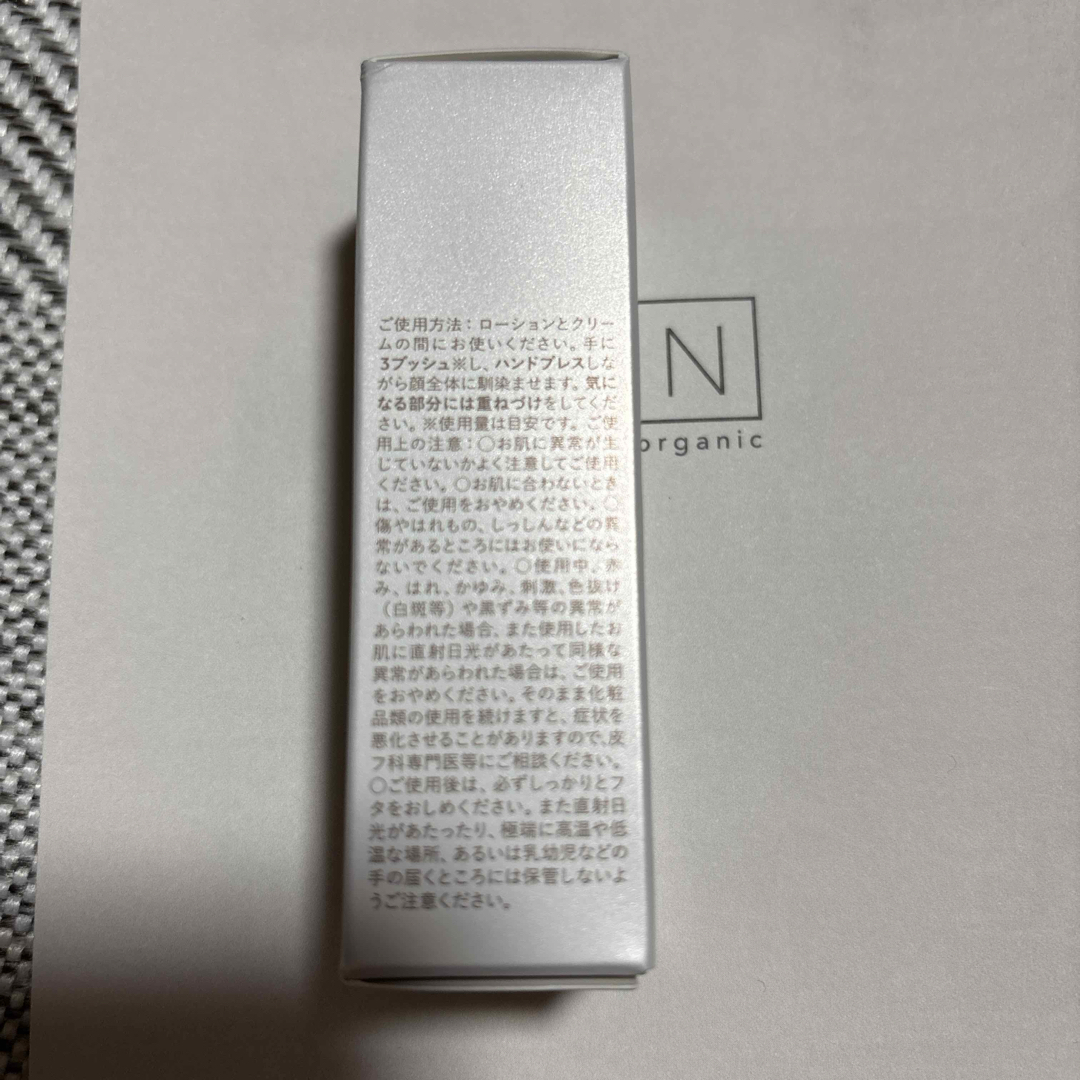 ご使用方法：ローションとクリー
ムの間にお使いください。手に
3プッシュ※し、ハンドプレスしな
がら顔全体に馴染ませます。気に
なる部分には重ねづけをしてくだ
さい。※使用量は目安です。ご使
用上の注意：○お肌に異常が生
じていないかよく注意してご使用
ください。○お肌に合わないとき
は、ご使用をおやめください。○
傷やはれもの、しっしんなどの異
常があるところにはお使いになら
ないでください。○使用中、赤
み、はれ、かゆみ、刺激、色抜け
（白斑等）や黒ずみ等の異常が
あらわれた場合、また使用したお
肌に直射日光があたって同様な
異常があらわれた場合は、ご使用
をおやめください。そのまま化粧
品類の使用を続けますと、症状を
悪化させることがありますので、皮
フ科専門医等にご相談ください。
○ご使用後は、必ずしっかりとフ
タをおしめください。また直射日
光があたったり、極端に高温や低
温な場所、あるいは乳幼児などの
手の届くところには保管しないよ
うご注意ください。
N
organic